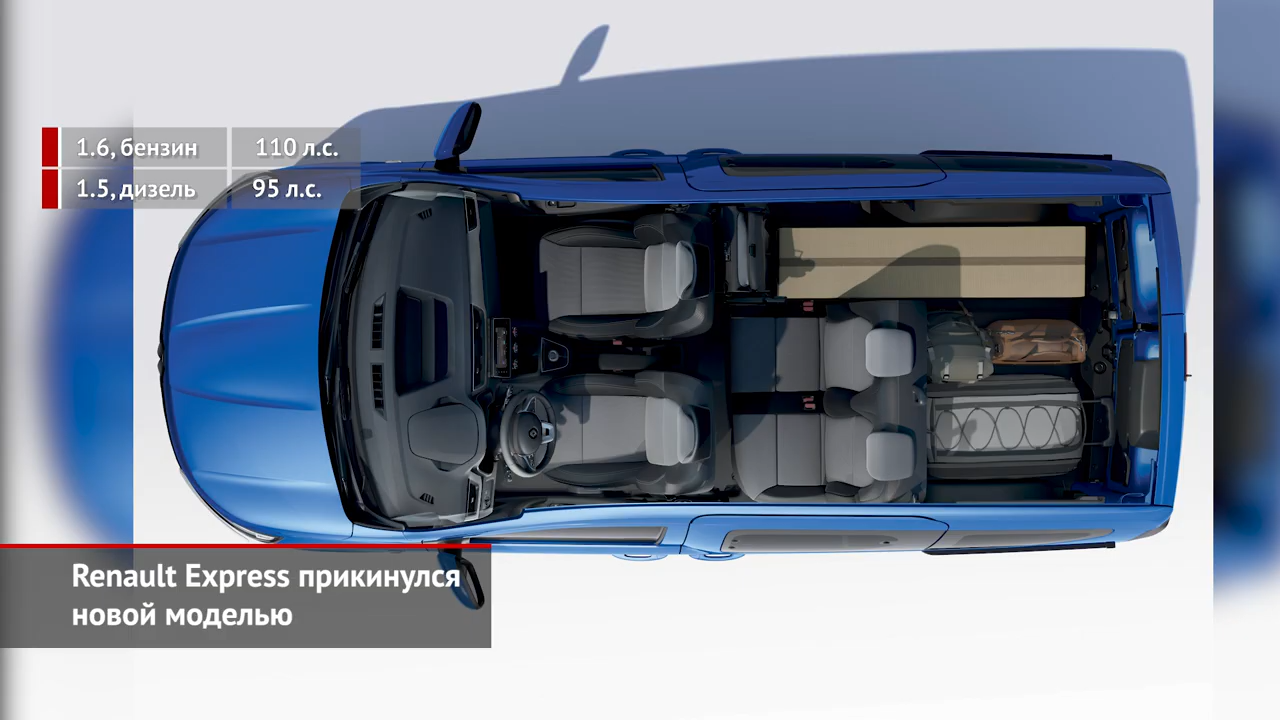 1.6, бензин 110 л.с.
1.5, дизель 95 л.с.
Renault Express прикинулся
новой моделью